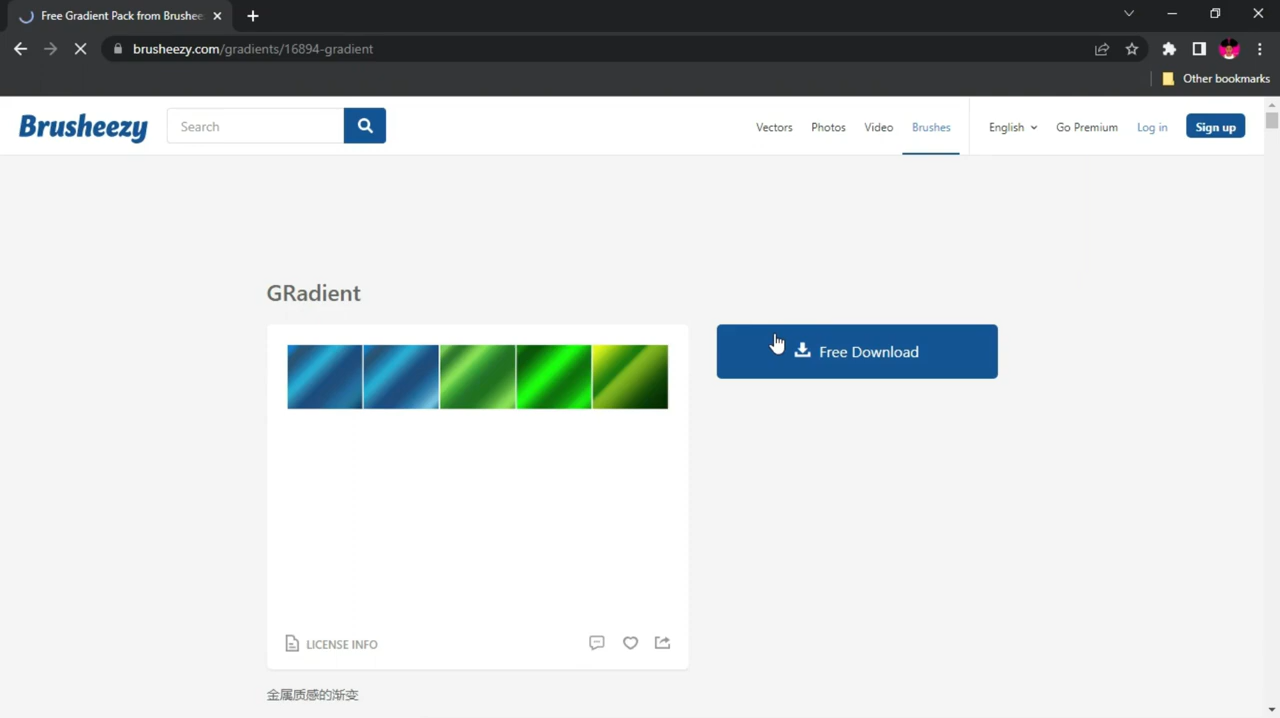 Free Gradient Pack from Brushee
brusheezy.com/gradients/16894-gradient
Other bookmarks
Brusheezy
Search
Vectors
Photos
Video
Brushes
English
Go Premium
Log in
Sign up
GRadient
Free Download
LICENSE INFO
金属质感的渐变